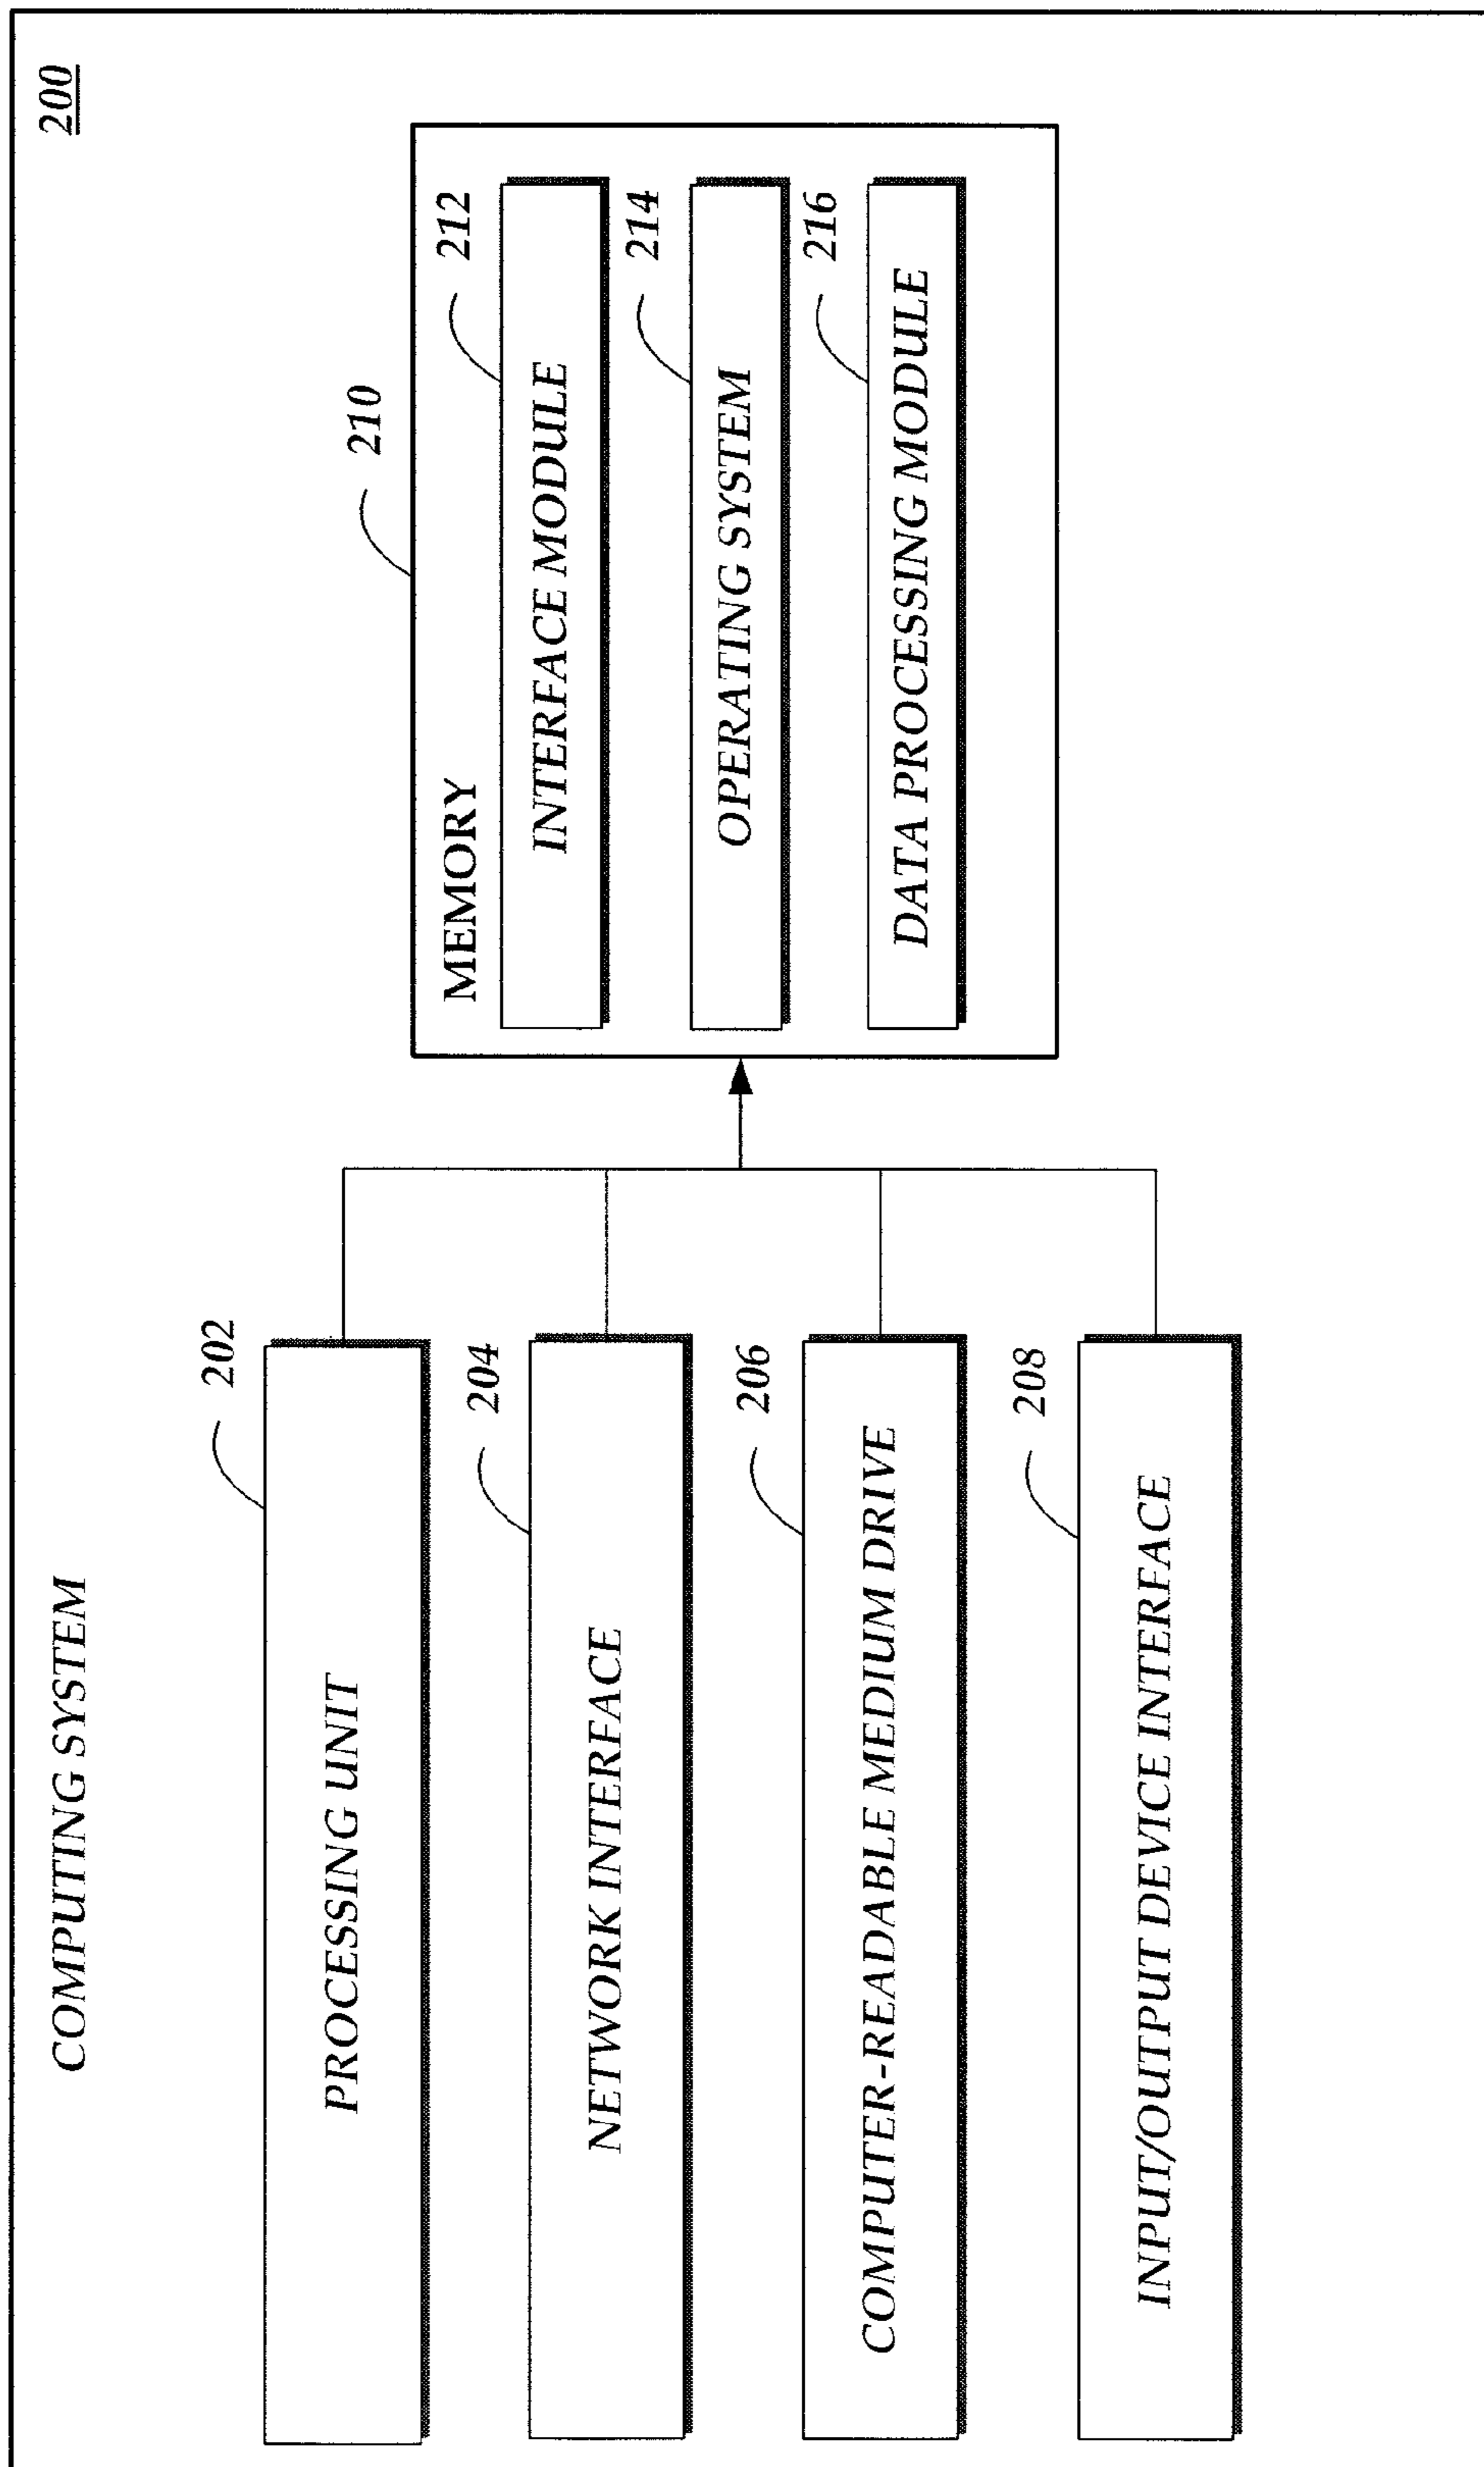 COMPUTING SYSTEM
200
202
PROCESSING UNIT
204
NETWORK INTERFACE
206
COMPUTER-READABLE MEDIUM DRIVE
208
INPUT/OUTPUT DEVICE INTERFACE
210
MEMORY
212
INTERFACE MODULE
214
OPERATING SYSTEM
216
DATA PROCESSING MODULE